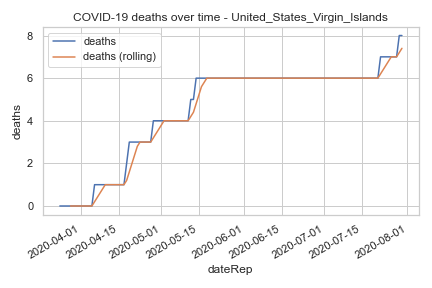 COVID-19 deaths over time - United_States_Virgin_Islands
deaths
deaths (rolling)
8
6
4
2
0
deaths
2020-04-01
2020-04-15
2020-05-01
2020-05-15
2020-06-01
2020-06-15
2020-07-01
2020-07-15
2020-08-01
dateRep